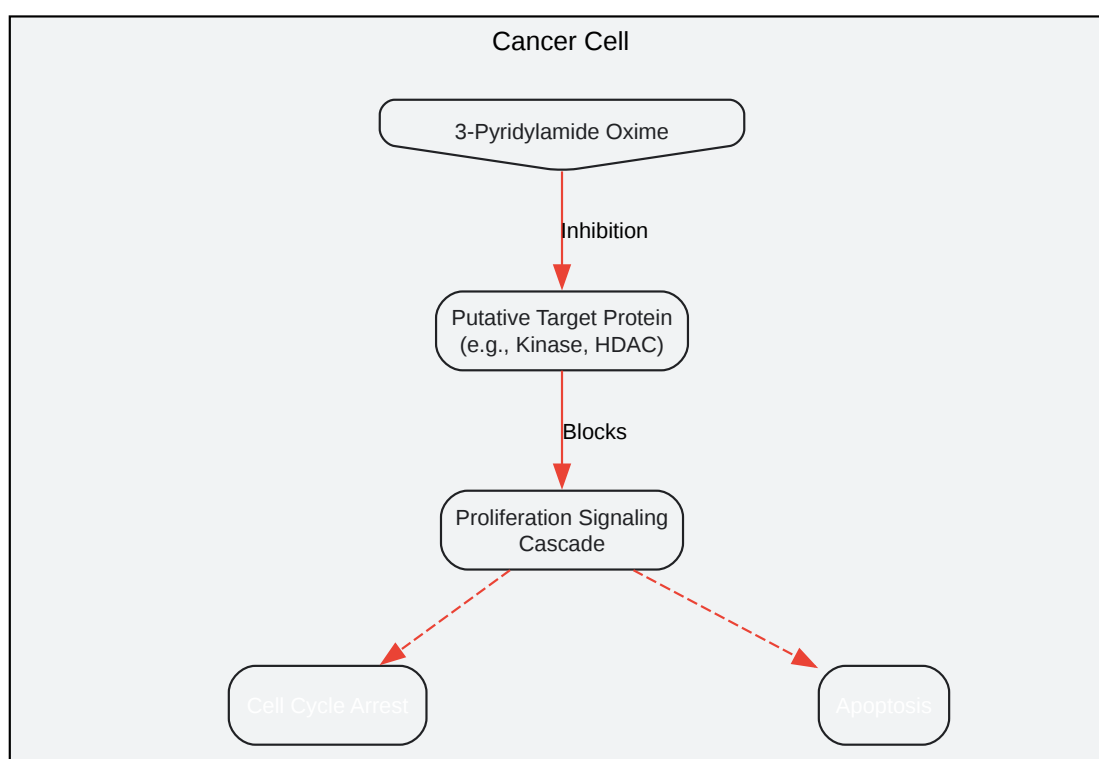 Cancer Cell
3-Pyridylamide Oxime
Inhibition
Putative Target Protein
(e.g., Kinase, HDAC)
Blocks
Proliferation Signaling
Cascade
Cell Cycle Arrest
Apoptosis